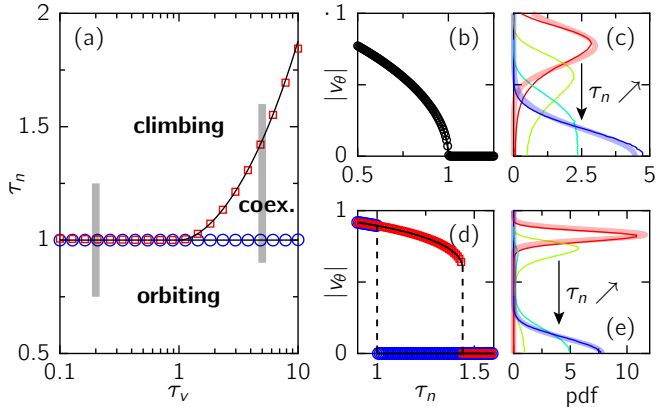 (a)
climbing
coex.
orbiting
τn
2
1.5
1
0.5
0.1
1
10
τv
(b)
|vθ|
1
0
0.5
1
(c)
τn ↗
0
2.5
5
(d)
|vθ|
1
0
1
1.5
τn
τn ↗
(e)
0
5
10
pdf